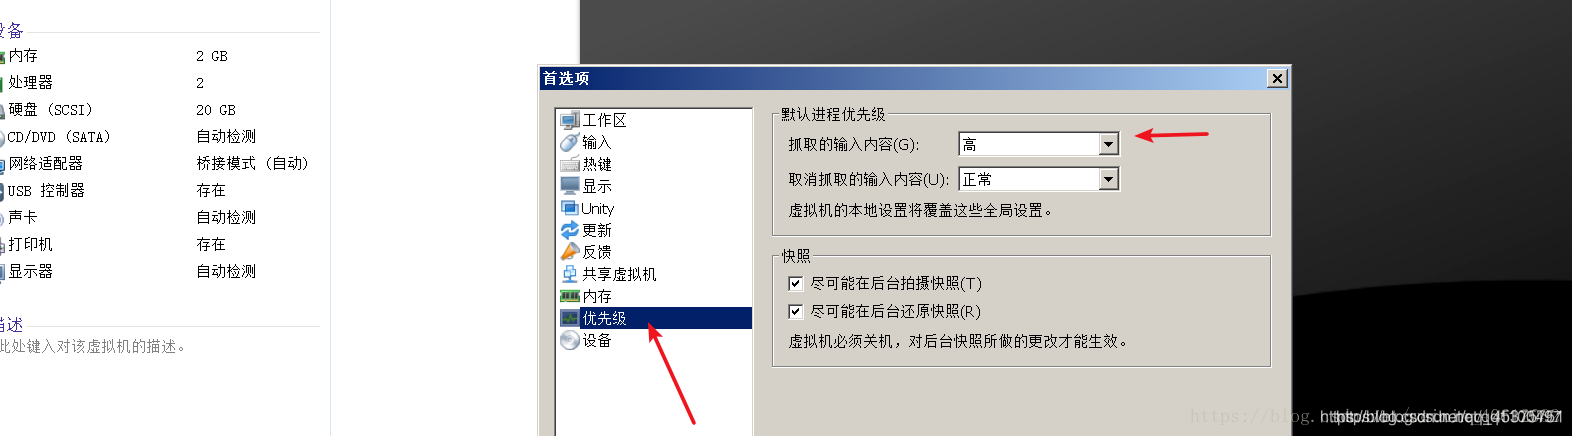 设备
内存 2 GB
处理器 2
硬盘 (SCSI) 20 GB
CD/DVD (SATA) 自动检测
网络适配器 桥接模式 (自动)
USB 控制器 存在
声卡 自动检测
打印机 存在
显示器 自动检测
描述
此处键入对该虚拟机的描述。
首选项
工作区
输入
热键
显示
Unity
更新
反馈
共享虚拟机
内存
优先级
设备
默认进程优先级
抓取的输入内容(G): 高
取消抓取的输入内容(U): 正常
虚拟机的本地设置将覆盖这些全局设置。
快照
尽可能在后台拍摄快照(T)
尽可能在后台还原快照(R)
虚拟机必须关机，对后台快照所做的更改才能生效。
https://blog.